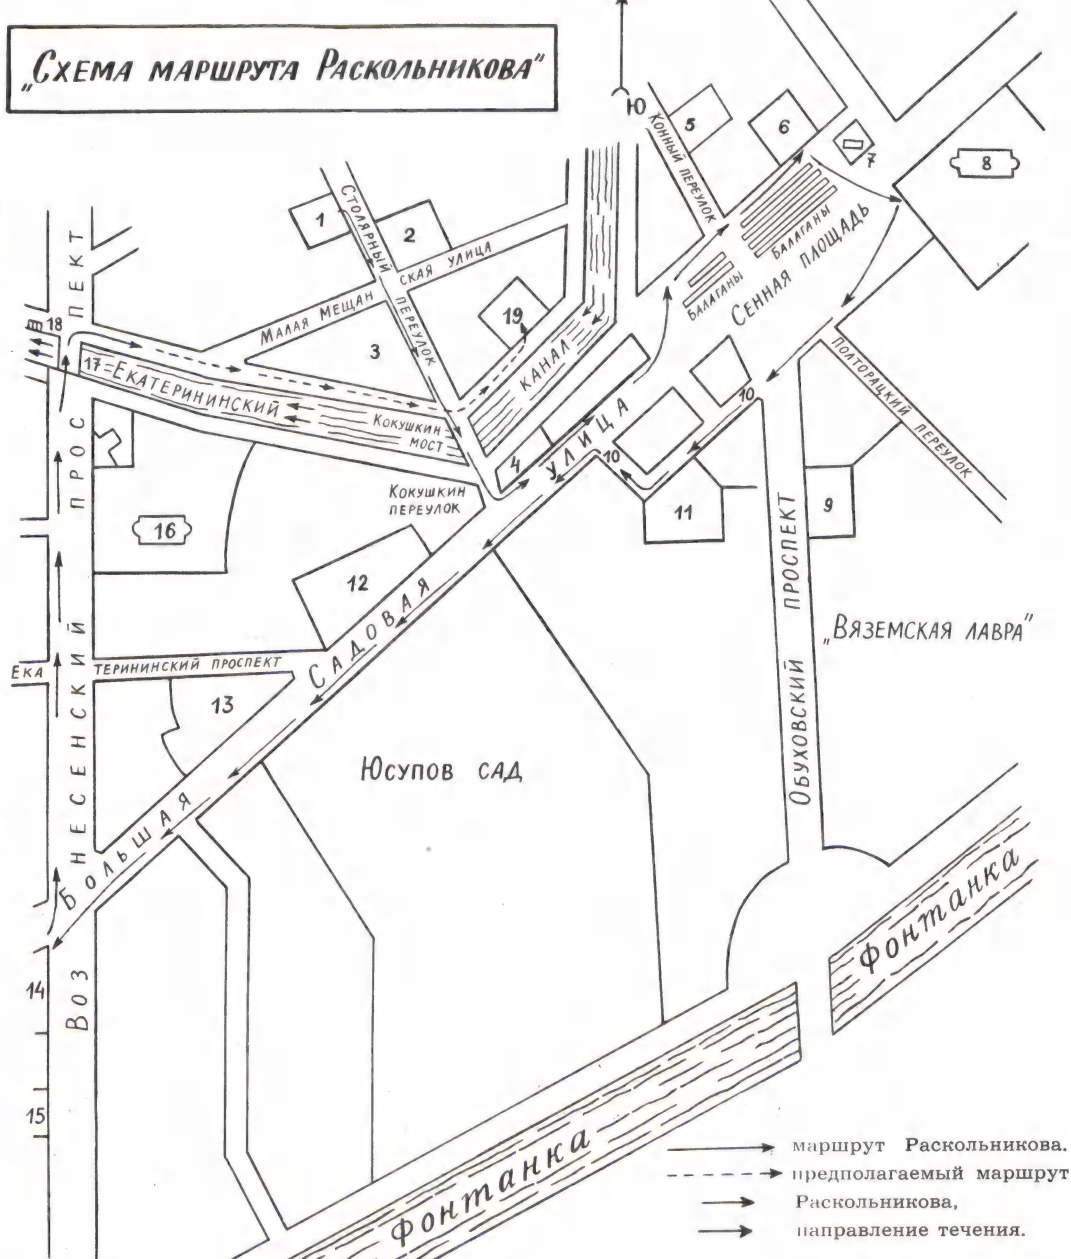 „Схема маршрута Раскольникова"
Ю
Конный переулок
5
6
7
8
1
Столярный переулок
2
Малая Мещанская улица
Балаганы
Балаганы
Сенная площадь
19
3
18
17
Екатерининский
канал
Кокушкин
мост
Полторацкий переулок
10
10
4
Кокушкин
переулок
16
11
9
12
Большая Садовая улица
„Вяземская лавра"
Обуховский проспект
Екатерининский проспект
13
Юсупов сад
Вознесенский проспект
14
15
Фонтанка
Фонтанка
маршрут Раскольникова.
предполагаемый маршрут
Раскольникова,
направление течения.